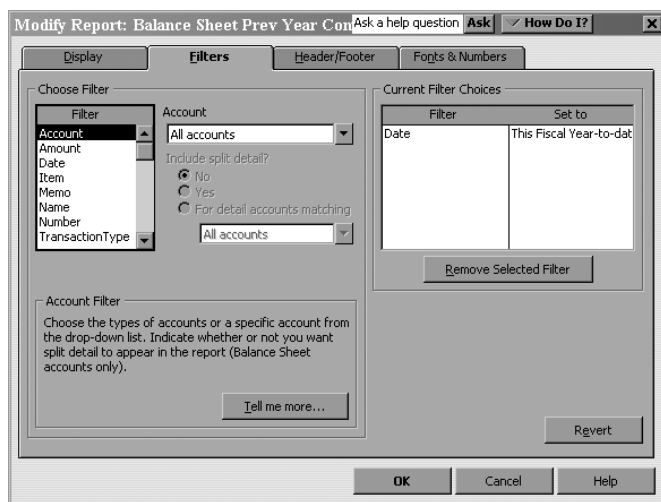 Modify Report: Balance Sheet Prev Year Con
Ask a help question Ask How Do I? x
Display Filters Header/Footer Fonts & Numbers
Choose Filter
Filter
Account
Amount
Date
Item
Memo
Name
Number
TransactionType
Account
All accounts
Include split detail?
No
Yes
For detail accounts matching
All accounts
Account Filter
Choose the types of accounts or a specific account from
the drop-down list. Indicate whether or not you want
split detail to appear in the report (Balance Sheet
accounts only).
Tell me more...
Current Filter Choices
Filter Set to
Date This Fiscal Year-to-dat
Remove Selected Filter
Revert
OK Cancel Help